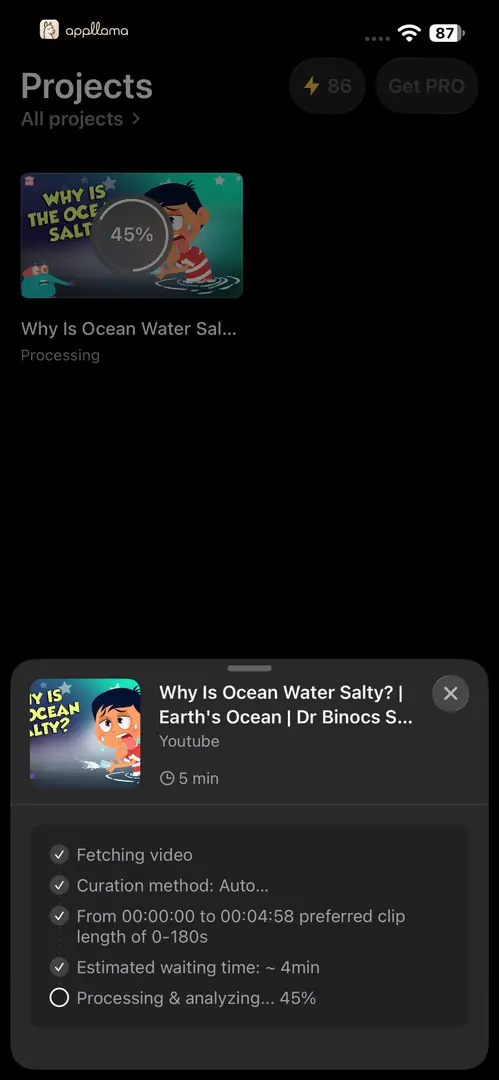 appllama
87
Projects
86
Get PRO
All projects >
WHY IS
THE OCE
SALT
45%
Why Is Ocean Water Sal...
Processing
Y IS
OCEAN
ALTY?
Why Is Ocean Water Salty? |
Earth's Ocean | Dr Binocs S...
Youtube
5 min
Fetching video
Curation method: Auto...
From 00:00:00 to 00:04:58 preferred clip
length of 0-180s
Estimated waiting time: ~ 4min
Processing & analyzing... 45%